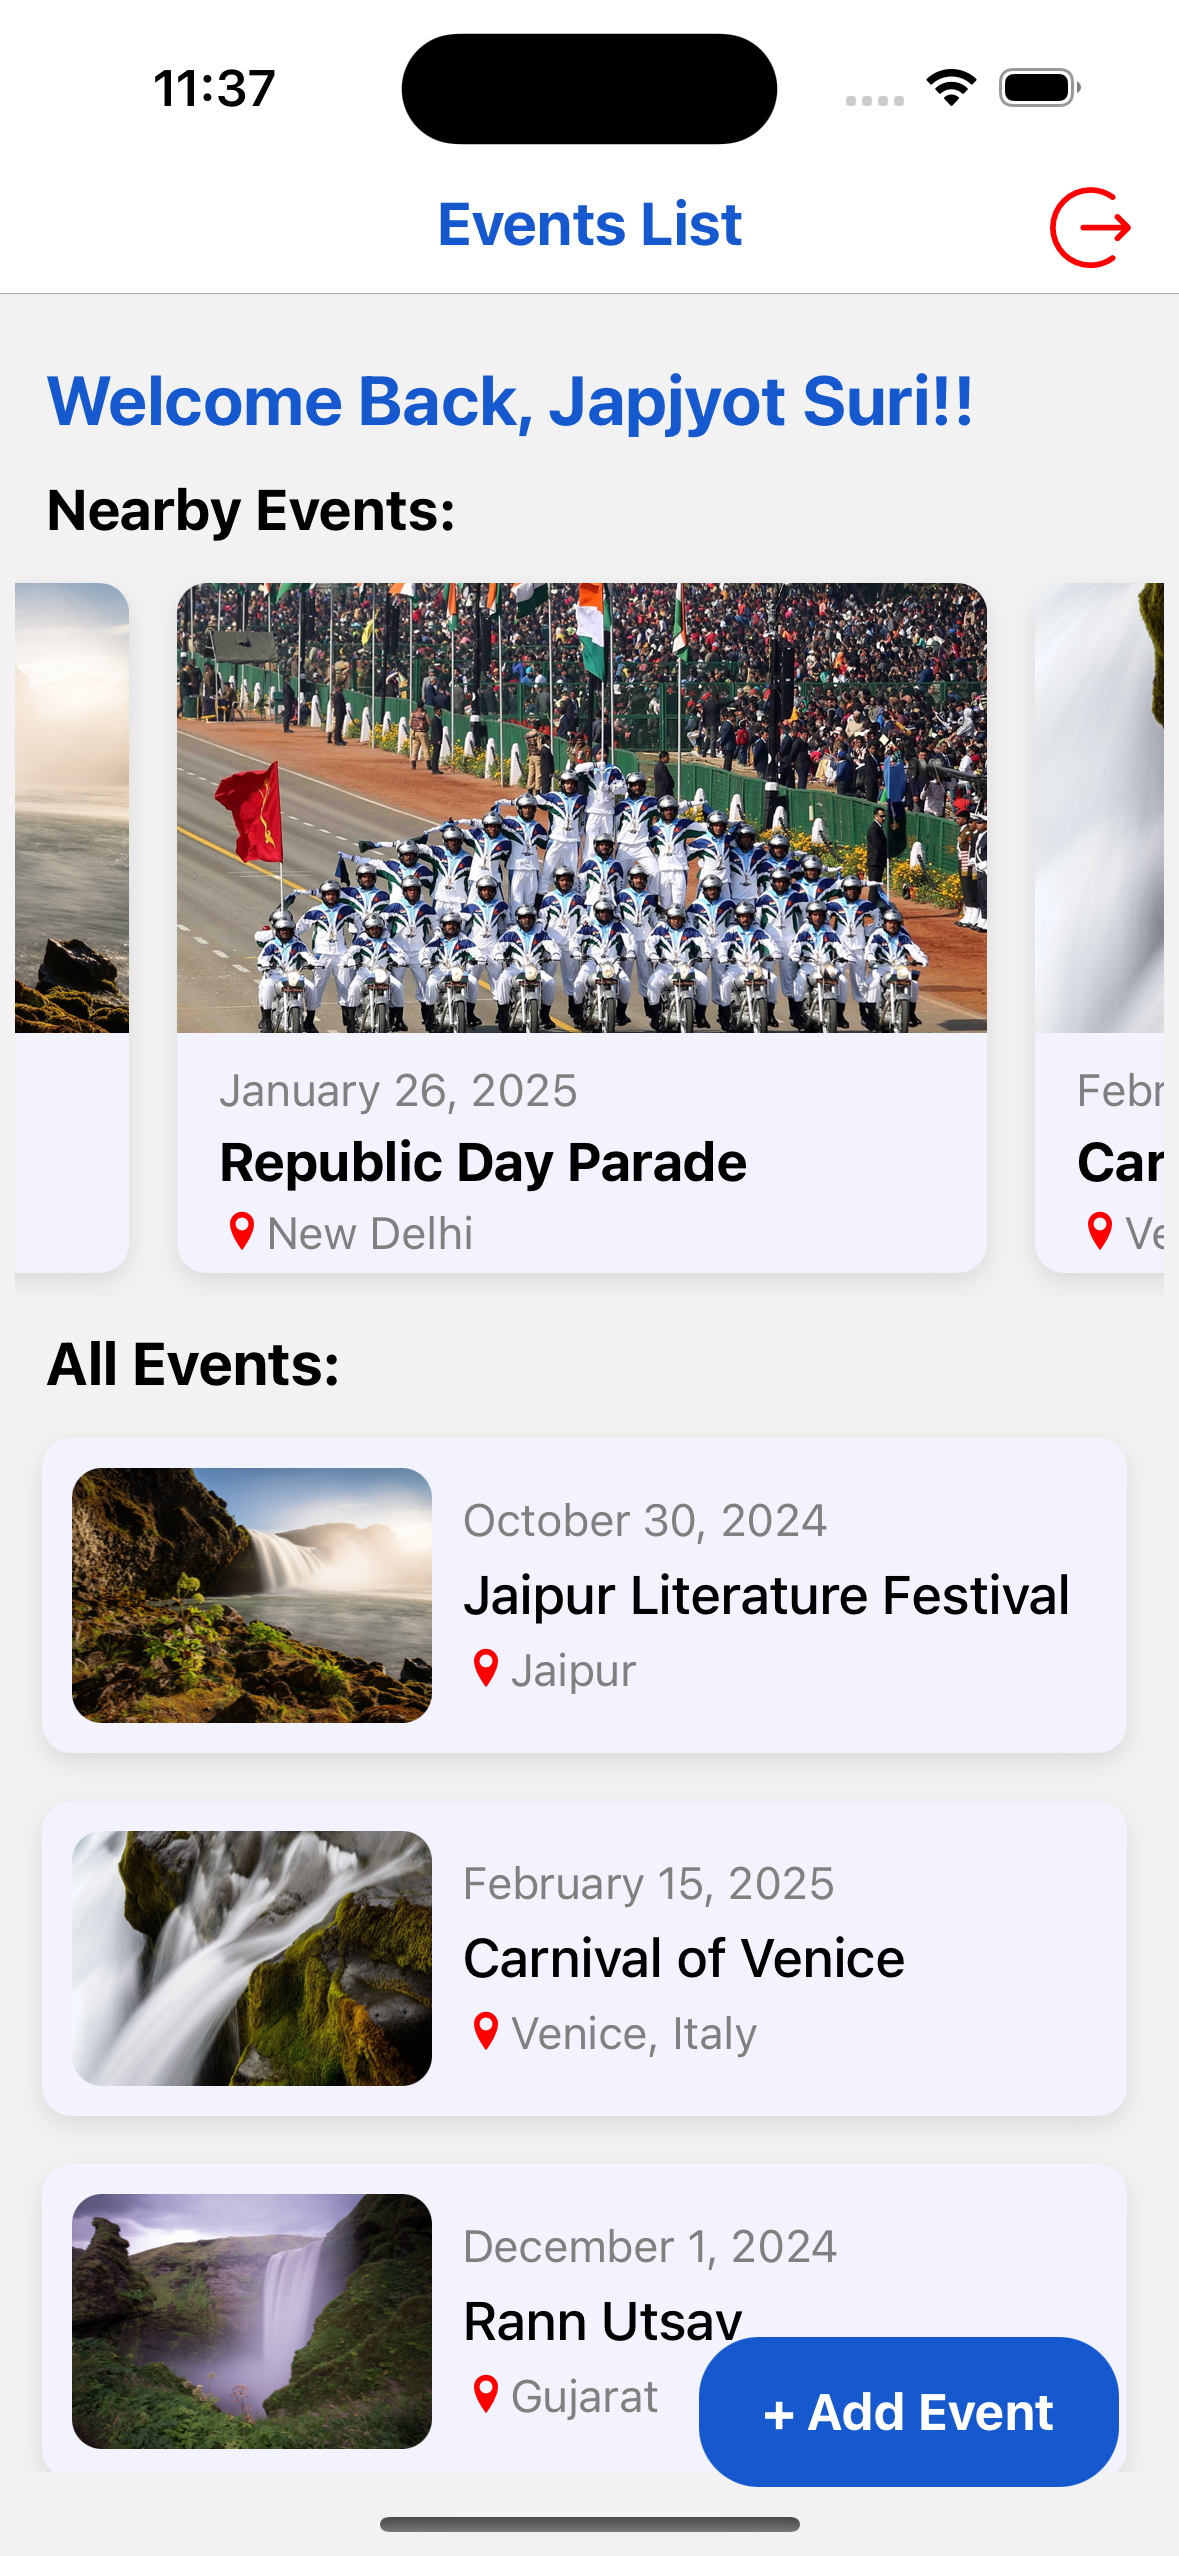 11:37
Events List
Welcome Back, Japjyot Suri!!
Nearby Events:
January 26, 2025
Republic Day Parade
New Delhi
Febr
Car
Ve
All Events:
October 30, 2024
Jaipur Literature Festival
Jaipur
February 15, 2025
Carnival of Venice
Venice, Italy
December 1, 2024
Rann Utsav
Gujarat
+ Add Event